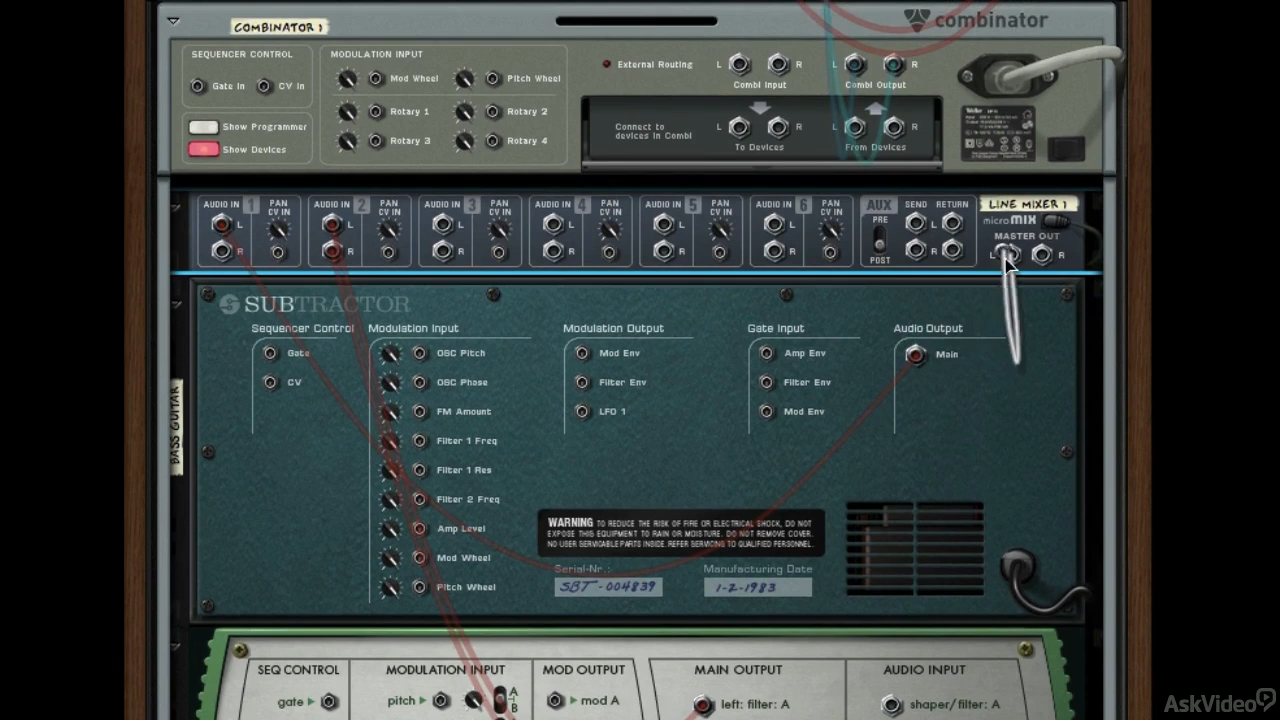 COMBINATOR 1
combinator
SEQUENCER CONTROL
MODULATION INPUT
Gate In
CV In
Mod Wheel
Pitch Wheel
Rotary 1
Rotary 2
Rotary 3
Rotary 4
Show Programmer
Show Devices
External Routing
L
R
Combi Input
L
R
Combi Output
Connect to
devices in Combi
L
R
To Devices
L
R
From Devices
AUDIO IN 1
PAN
CV IN
L
R
AUDIO IN 2
PAN
CV IN
L
R
AUDIO IN 3
PAN
CV IN
L
R
AUDIO IN 4
PAN
CV IN
L
R
AUDIO IN 5
PAN
CV IN
L
R
AUDIO IN 6
PAN
CV IN
L
R
AUX
PRE
POST
SEND
RETURN
L
R
LINE MIXER 1
microMIX
MASTER OUT
L
R
SUBTRACTOR
Sequencer Control
Gate
CV
Modulation Input
OSC Pitch
OSC Phase
FM Amount
Filter 1 Freq
Filter 1 Res
Filter 2 Freq
Amp Level
Mod Wheel
Pitch Wheel
Modulation Output
Mod Env
Filter Env
LFO 1
Gate Input
Amp Env
Filter Env
Mod Env
Audio Output
Main
BASS GUITAR
WARNING TO REDUCE THE RISK OF FIRE OR ELECTRICAL SHOCK, DO NOT
EXPOSE THIS EQUIPMENT TO RAIN OR MOISTURE. DO NOT REMOVE COVER.
NO USER SERVICABLE PARTS INSIDE. REFER SERVICING TO QUALIFIED PERSONNEL.
Serial-Nr.:
SBT-004839
Manufacturing Date
1-2-1983
SEQ CONTROL
gate
MODULATION INPUT
pitch
A
B
MOD OUTPUT
mod A
MAIN OUTPUT
left: filter: A
AUDIO INPUT
shaper/filter: A
AskVideo